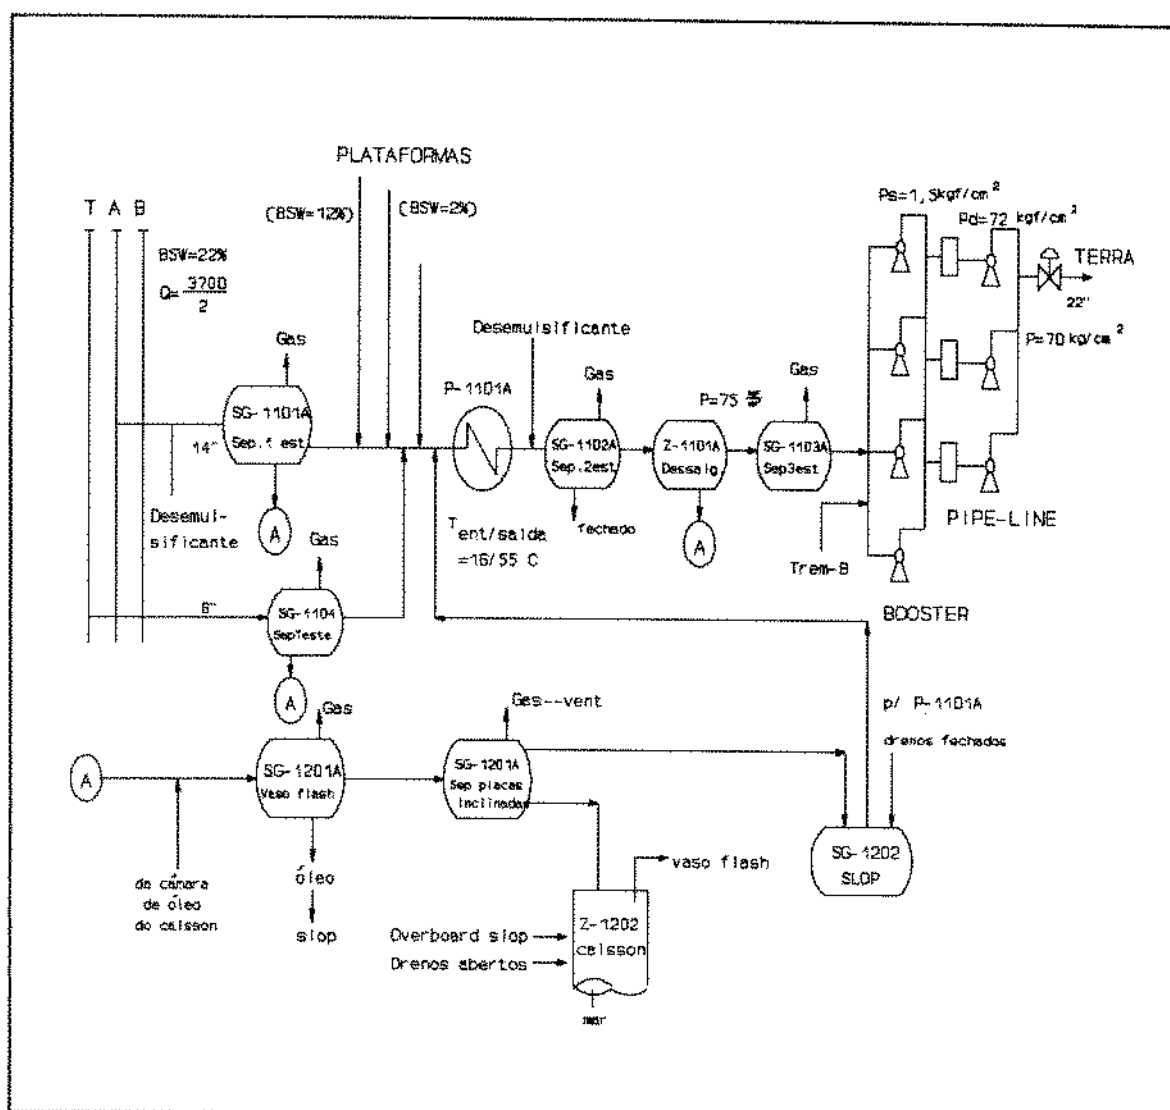 PLATAFORMAS
T A B
(BSW=12%)
(BSW=2%)
BSW=22%
Q= 3700
2
Ps=1,5kgf/cm²
Pd=72 kgf/cm²
TERRA
22"
P=70 kg/cm²
Gas
Desemulsificante
P-1101A
Gas
P=75
Gas
SG-1101A
Sep.1 est
14"
SG-1102A
Sep.2est
Z-1101A
Dessalg.
SG-1103A
Sep3est
Desemul-
sificante
A
fechado
A
PIPE-LINE
Tent/saida
=16/55 C
Trem-B
Gas
6"
SG-1104
SepTeste
BOOSTER
A
Gas
Gas--vent
p/ P-1101A
drenos fechados
A
SG-1201A
Vaso flash
SG-1201A
Sep placas
Inclinadas
SG-1202
SLOP
da câmara
de óleo
do caisson
óleo
slop
vaso flash
Z-1202
caisson
Overboard slop
Drenos abertos
mar